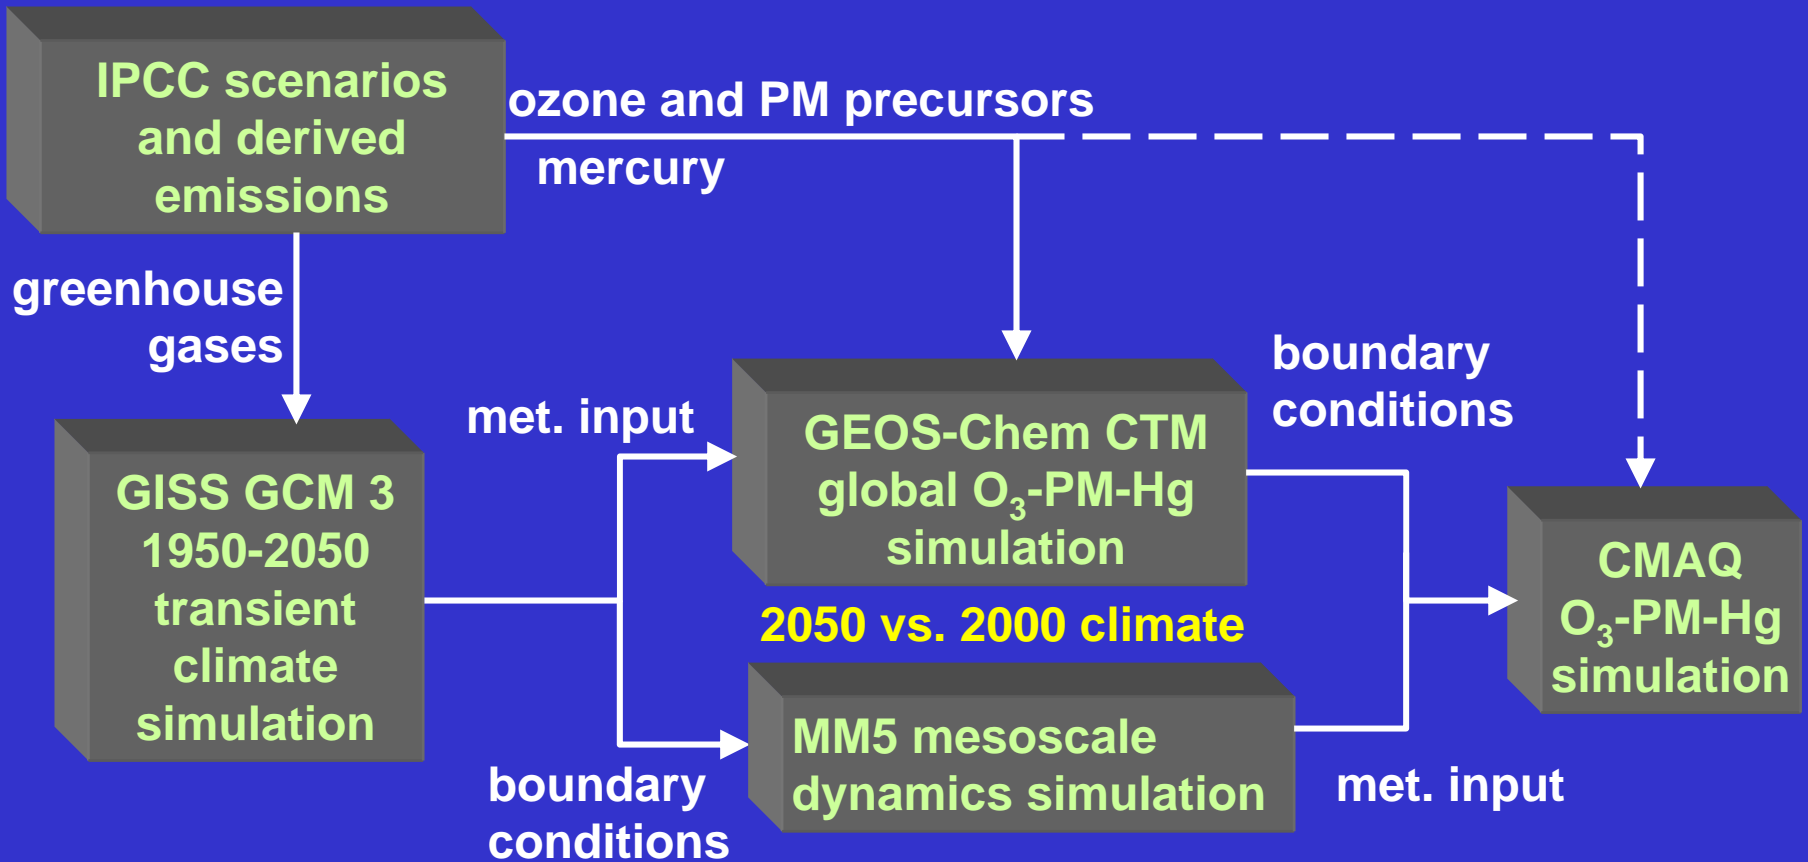 IPCC scenarios
and derived
emissions
ozone and PM precursors
mercury
greenhouse
gases
GISS GCM 3
1950-2050
transient
climate
simulation
met. input
GEOS-Chem CTM
global O₃-PM-Hg
simulation
2050 vs. 2000 climate
boundary
conditions
MM5 mesoscale
dynamics simulation
boundary
conditions
met. input
CMAQ
O₃-PM-Hg
simulation